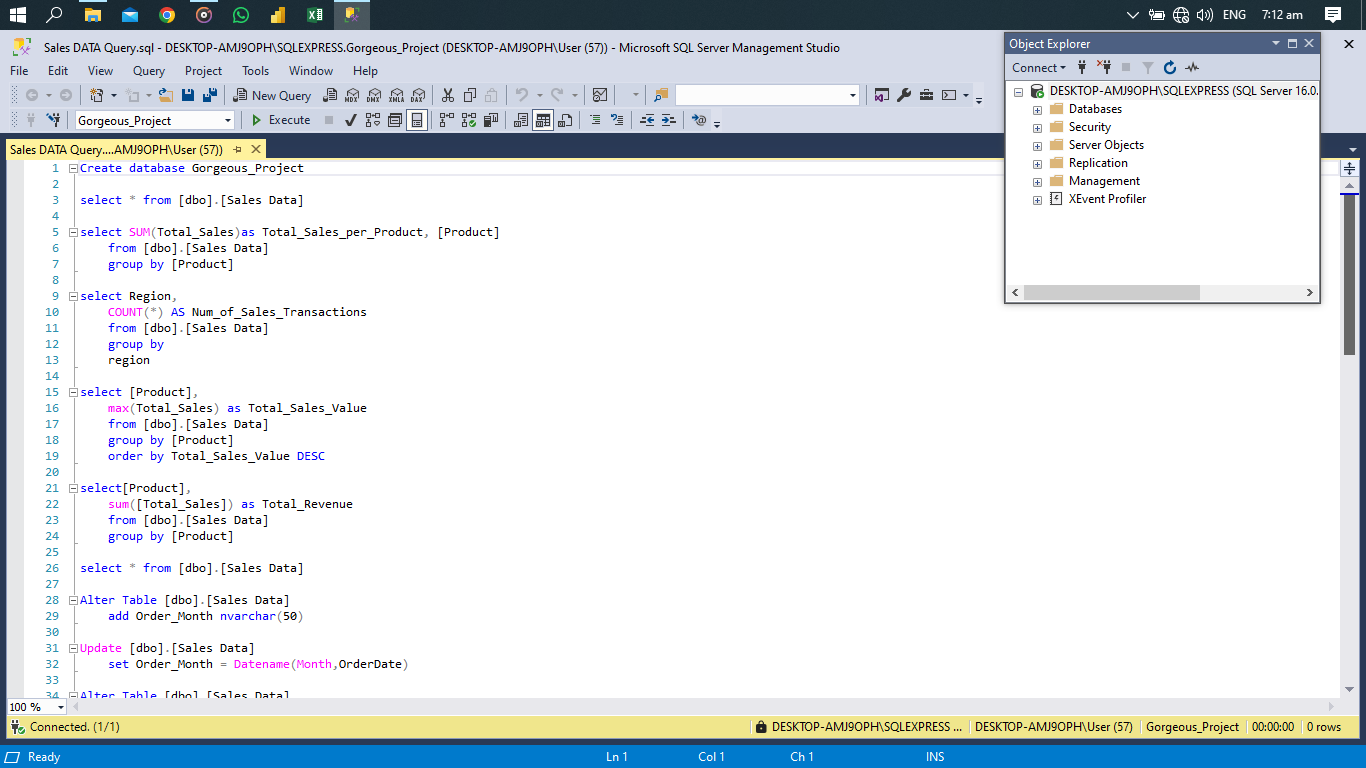 ENG 7:12 am
Sales DATA Query.sql - DESKTOP-AMJ9OPH\SQLEXPRESS.Gorgeous_Project (DESKTOP-AMJ9OPH\User (57)) - Microsoft SQL Server Management Studio
File Edit View Query Project Tools Window Help
New Query MDX DMX XMLA DAX
Gorgeous_Project Execute
Sales DATA Query....AMJ9OPH\User (57))
1 Create database Gorgeous_Project
2
3 select * from [dbo].[Sales Data]
4
5 select SUM(Total_Sales)as Total_Sales_per_Product, [Product]
6 from [dbo].[Sales Data]
7 group by [Product]
8
9 select Region,
10 COUNT(*) AS Num_of_Sales_Transactions
11 from [dbo].[Sales Data]
12 group by
13 region
14
15 select [Product],
16 max(Total_Sales) as Total_Sales_Value
17 from [dbo].[Sales Data]
18 group by [Product]
19 order by Total_Sales_Value DESC
20
21 select[Product],
22 sum([Total_Sales]) as Total_Revenue
23 from [dbo].[Sales Data]
24 group by [Product]
25
26 select * from [dbo].[Sales Data]
27
28 Alter Table [dbo].[Sales Data]
29 add Order_Month nvarchar(50)
30
31 Update [dbo].[Sales Data]
32 set Order_Month = Datename(Month,OrderDate)
33
34 Alter Table [dbo].[Sales Data]
Object Explorer
Connect
DESKTOP-AMJ9OPH\SQLEXPRESS (SQL Server 16.0.
Databases
Security
Server Objects
Replication
Management
XEvent Profiler
100 %
Connected. (1/1) DESKTOP-AMJ9OPH\SQLEXPRESS ... DESKTOP-AMJ9OPH\User (57) Gorgeous_Project 00:00:00 0 rows
Ready Ln 1 Col 1 Ch 1 INS